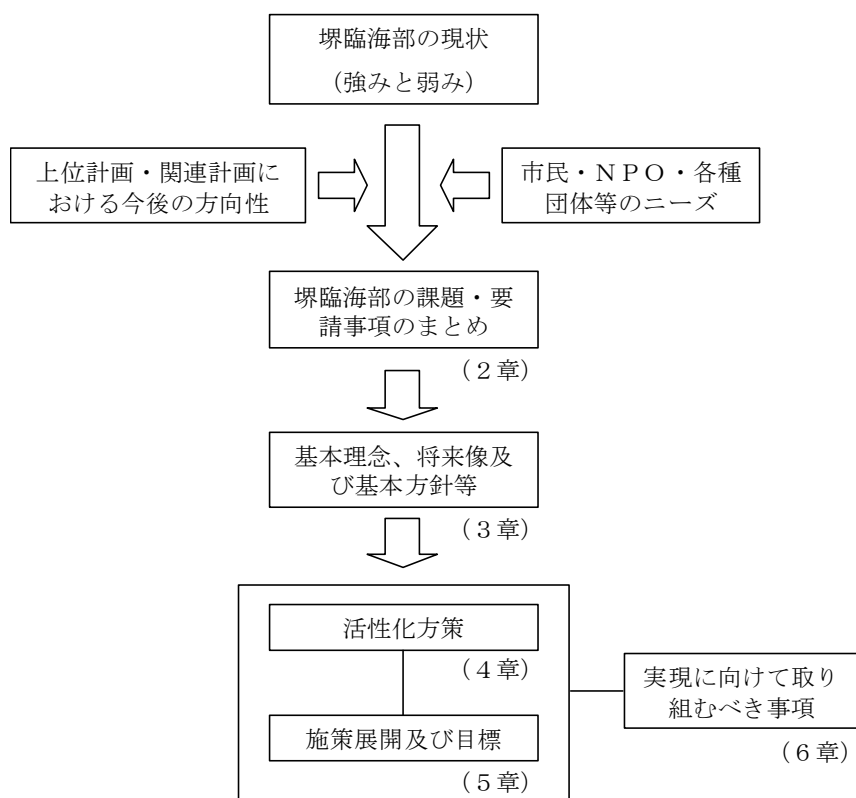 堺臨海部の現状
（強みと弱み）
上位計画・関連計画に
おける今後の方向性
市民・ＮＰＯ・各種
団体等のニーズ
堺臨海部の課題・要
請事項のまとめ
（２章）
基本理念、将来像及
び基本方針等
（３章）
活性化方策
（４章）
施策展開及び目標
（５章）
実現に向けて取り
組むべき事項
（６章）